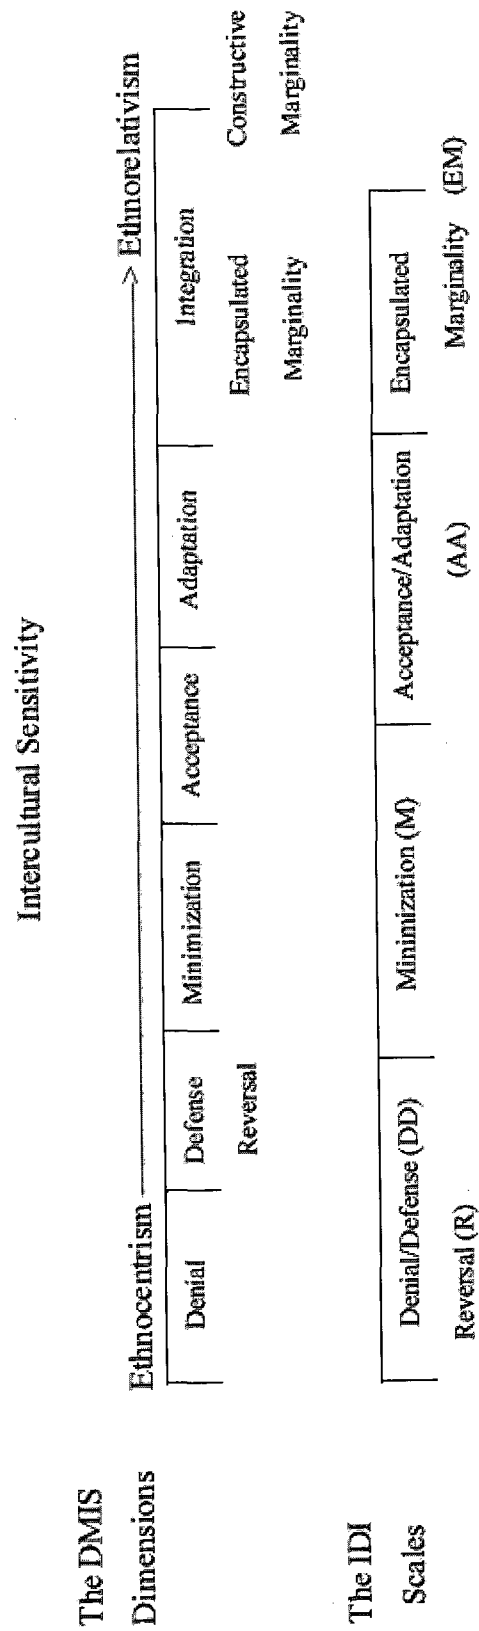 Intercultural Sensitivity
The DMIS
Dimensions
Ethnocentrism
Ethnorelativism
Denial
Defense
Minimization
Acceptance
Adaptation
Integration
Reversal
Encapsulated
Constructive
Marginality
Marginality
The IDI
Scales
Denial/Defense (DD)
Minimization (M)
Acceptance/Adaptation
Encapsulated
Reversal (R)
(AA)
Marginality (EM)